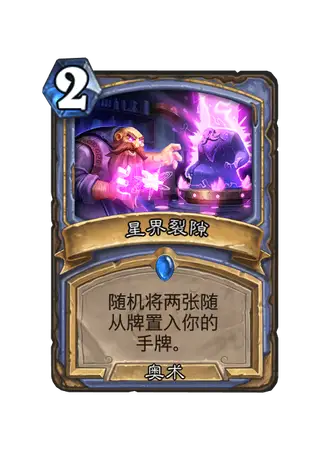 2
星界裂隙
随机将两张随
从牌置入你的
手牌。
奥术